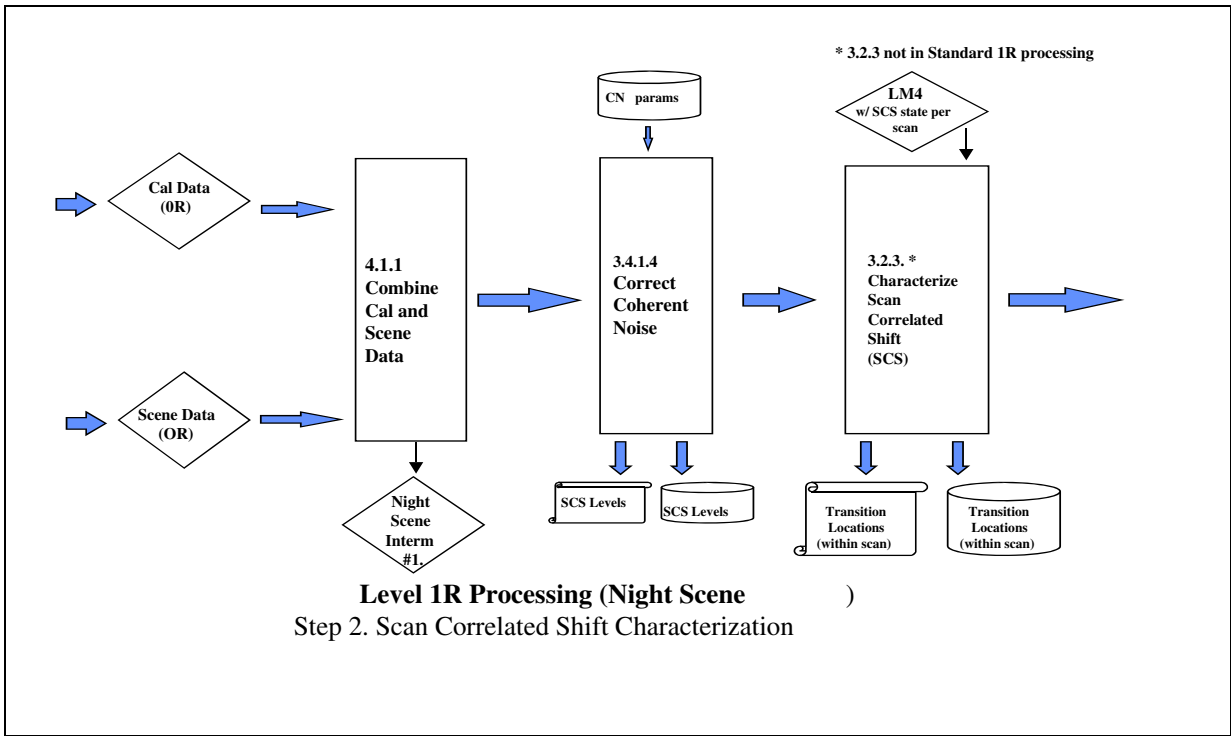 * 3.2.3 not in Standard 1R processing
CN params
LM4
w/ SCS state per
scan
Cal Data
(0R)
4.1.1
Combine
Cal and
Scene
Data
3.4.1.4
Correct
Coherent
Noise
3.2.3. *
Characterize
Scan
Correlated
Shift
(SCS)
Scene Data
(OR)
Night
Scene
Interm
#1.
SCS Levels
SCS Levels
Transition
Locations
(within scan)
Transition
Locations
(within scan)
Level 1R Processing (Night Scene )
Step 2. Scan Correlated Shift Characterization